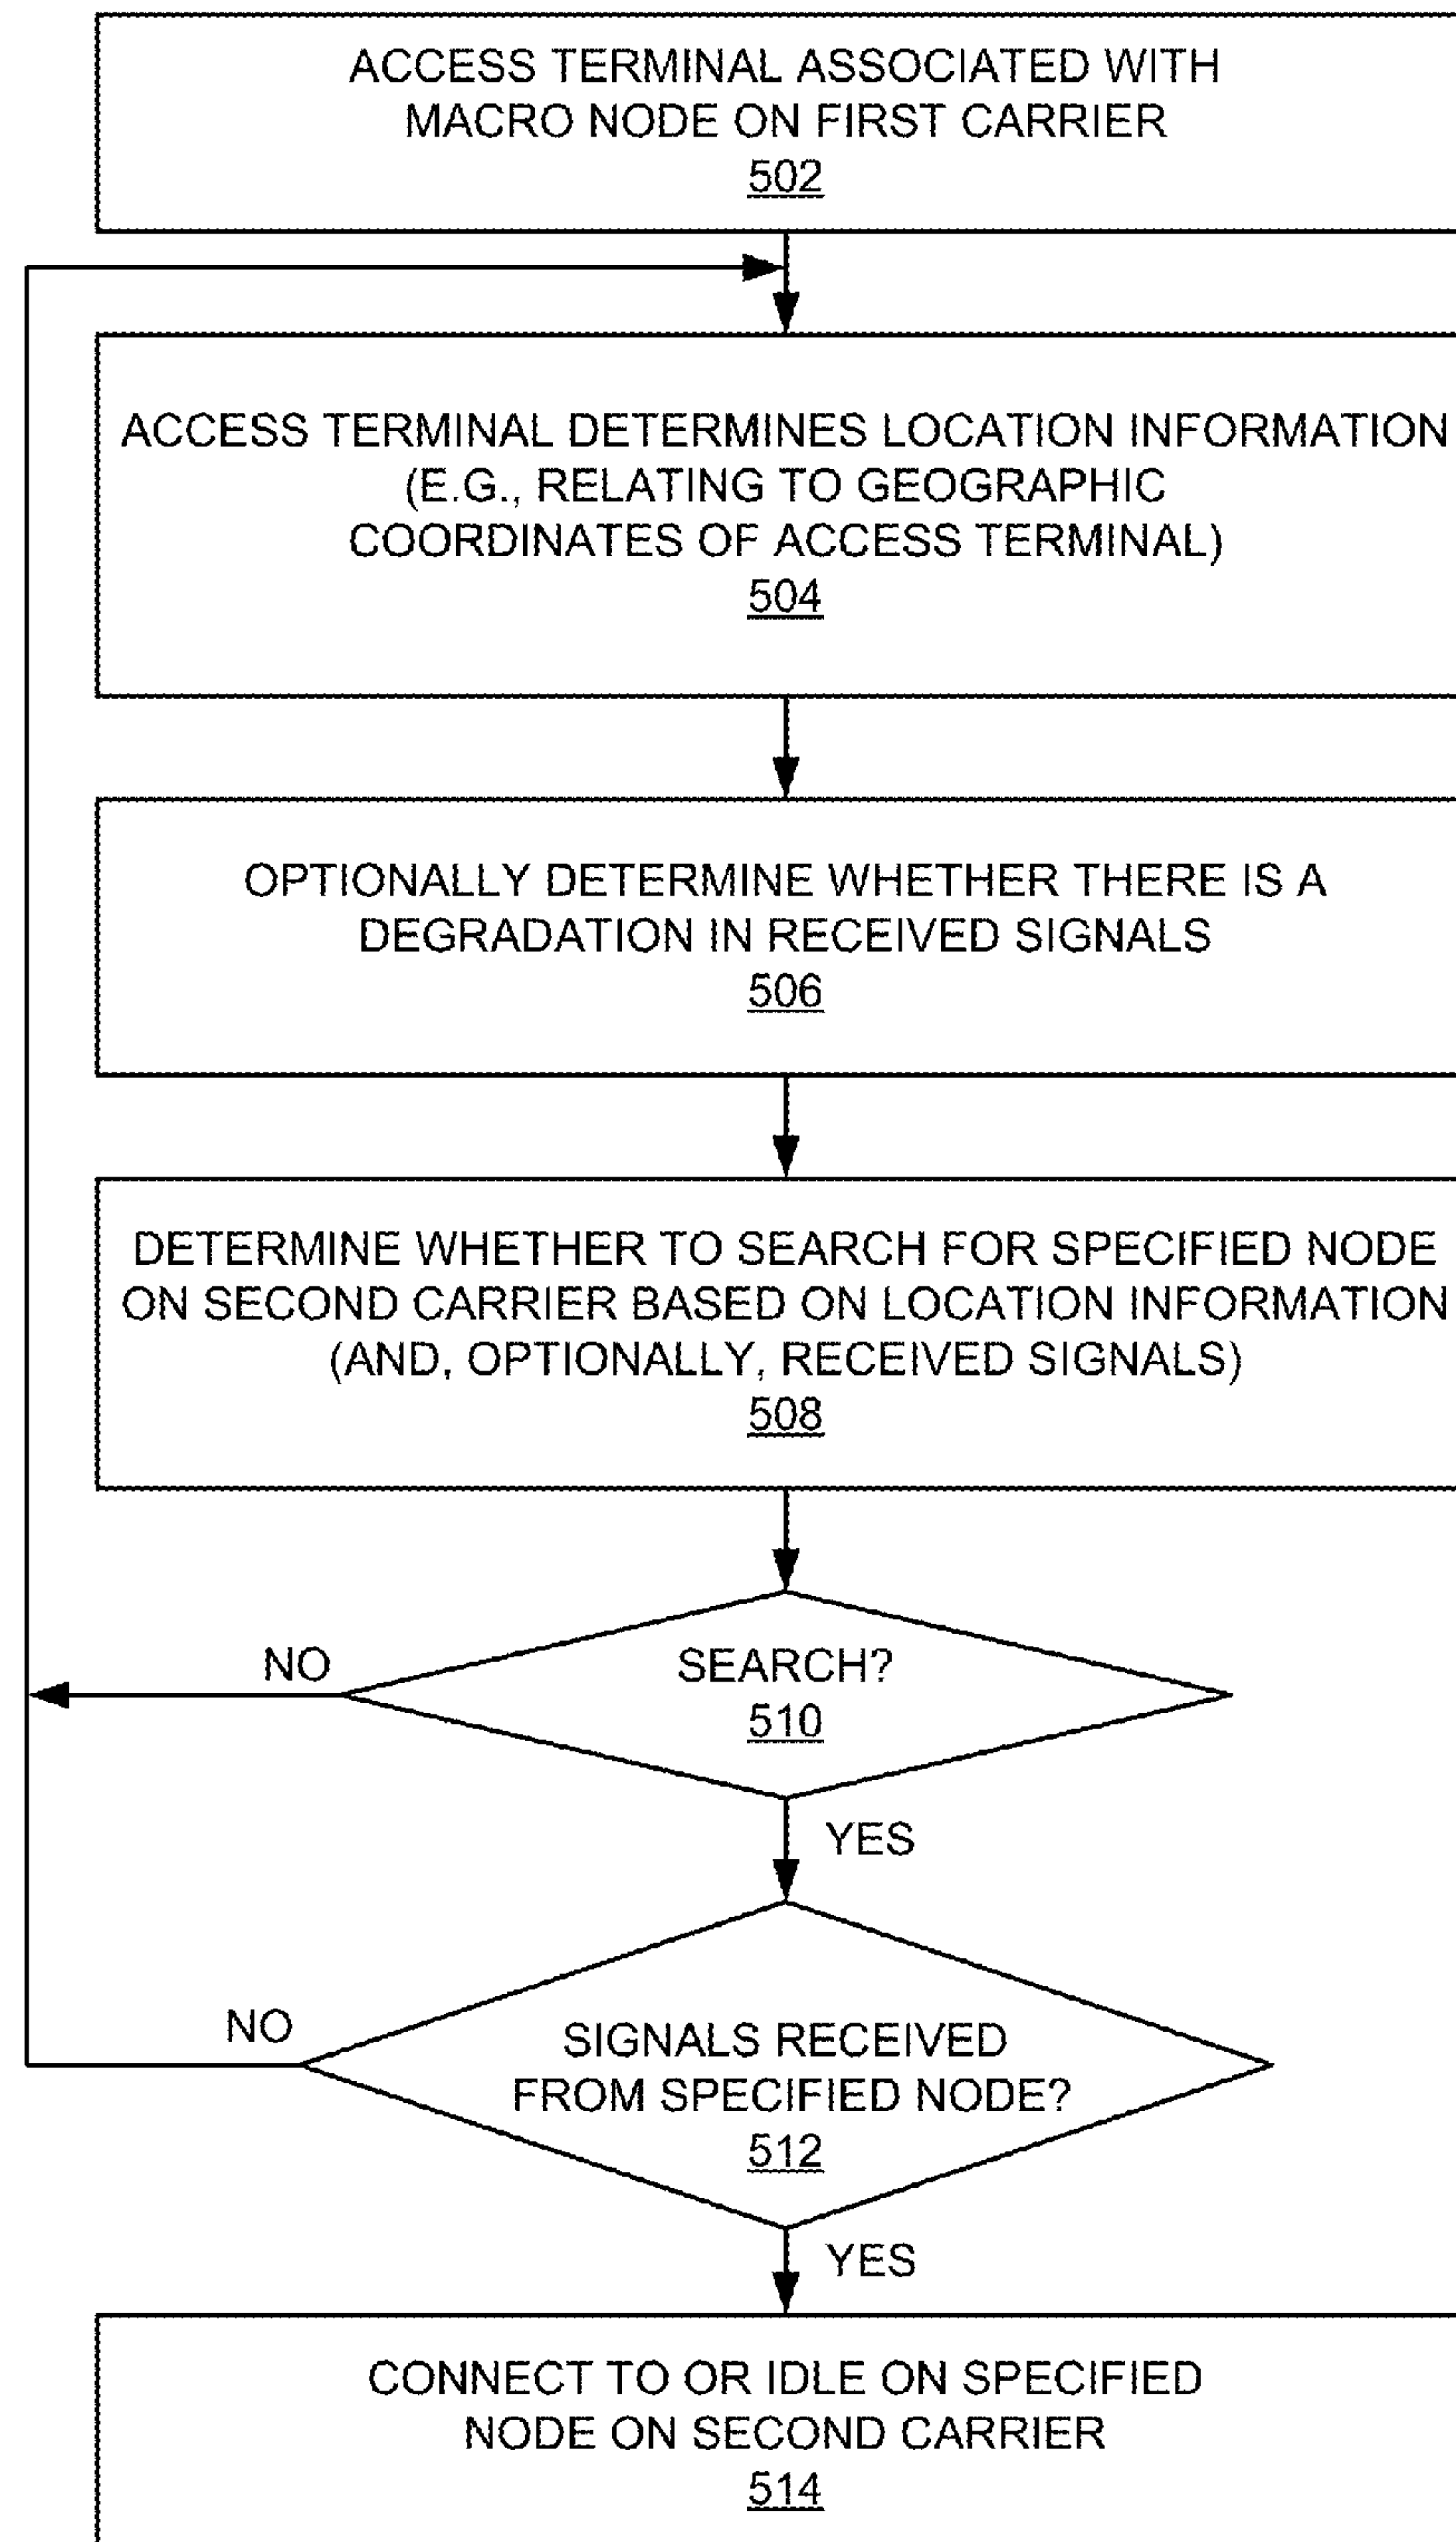 ACCESS TERMINAL ASSOCIATED WITH
MACRO NODE ON FIRST CARRIER
502
ACCESS TERMINAL DETERMINES LOCATION INFORMATION
(E.G., RELATING TO GEOGRAPHIC
COORDINATES OF ACCESS TERMINAL)
504
OPTIONALLY DETERMINE WHETHER THERE IS A
DEGRADATION IN RECEIVED SIGNALS
506
DETERMINE WHETHER TO SEARCH FOR SPECIFIED NODE
ON SECOND CARRIER BASED ON LOCATION INFORMATION
(AND, OPTIONALLY, RECEIVED SIGNALS)
508
NO
SEARCH?
510
YES
NO
SIGNALS RECEIVED
FROM SPECIFIED NODE?
512
YES
CONNECT TO OR IDLE ON SPECIFIED
NODE ON SECOND CARRIER
514